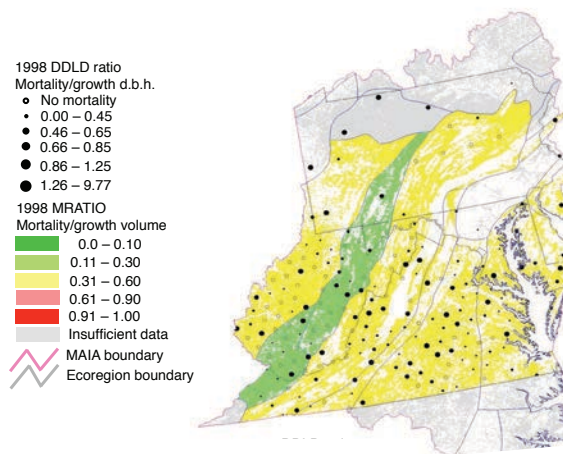 1998 DDLD ratio
Mortality/growth d.b.h.
No mortality
0.00 – 0.45
0.46 – 0.65
0.66 – 0.85
0.86 – 1.25
1.26 – 9.77
1998 MRATIO
Mortality/growth volume
0.0 – 0.10
0.11 – 0.30
0.31 – 0.60
0.61 – 0.90
0.91 – 1.00
Insufficient data
MAIA boundary
Ecoregion boundary